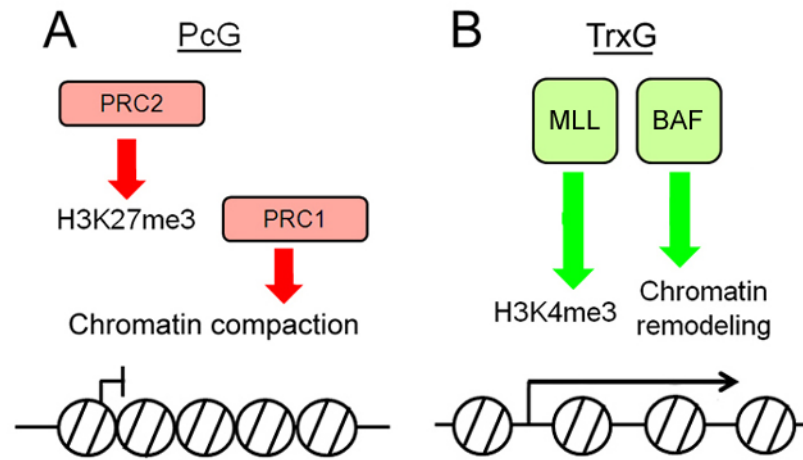 A
PcG
PRC2
H3K27me3
PRC1
Chromatin compaction
B
TrxG
MLL
BAF
H3K4me3
Chromatin
remodeling